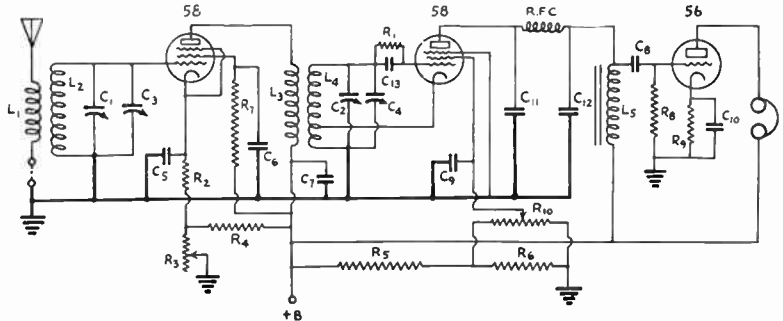 58
58
56
R.F.C
R1
L1
L2
C1
C3
R7
L3
L4
C13
C2
C4
C11
C12
L5
C8
R8
R9
C10
C5
R2
C6
C7
C9
R10
R3
R4
R5
R6
+B